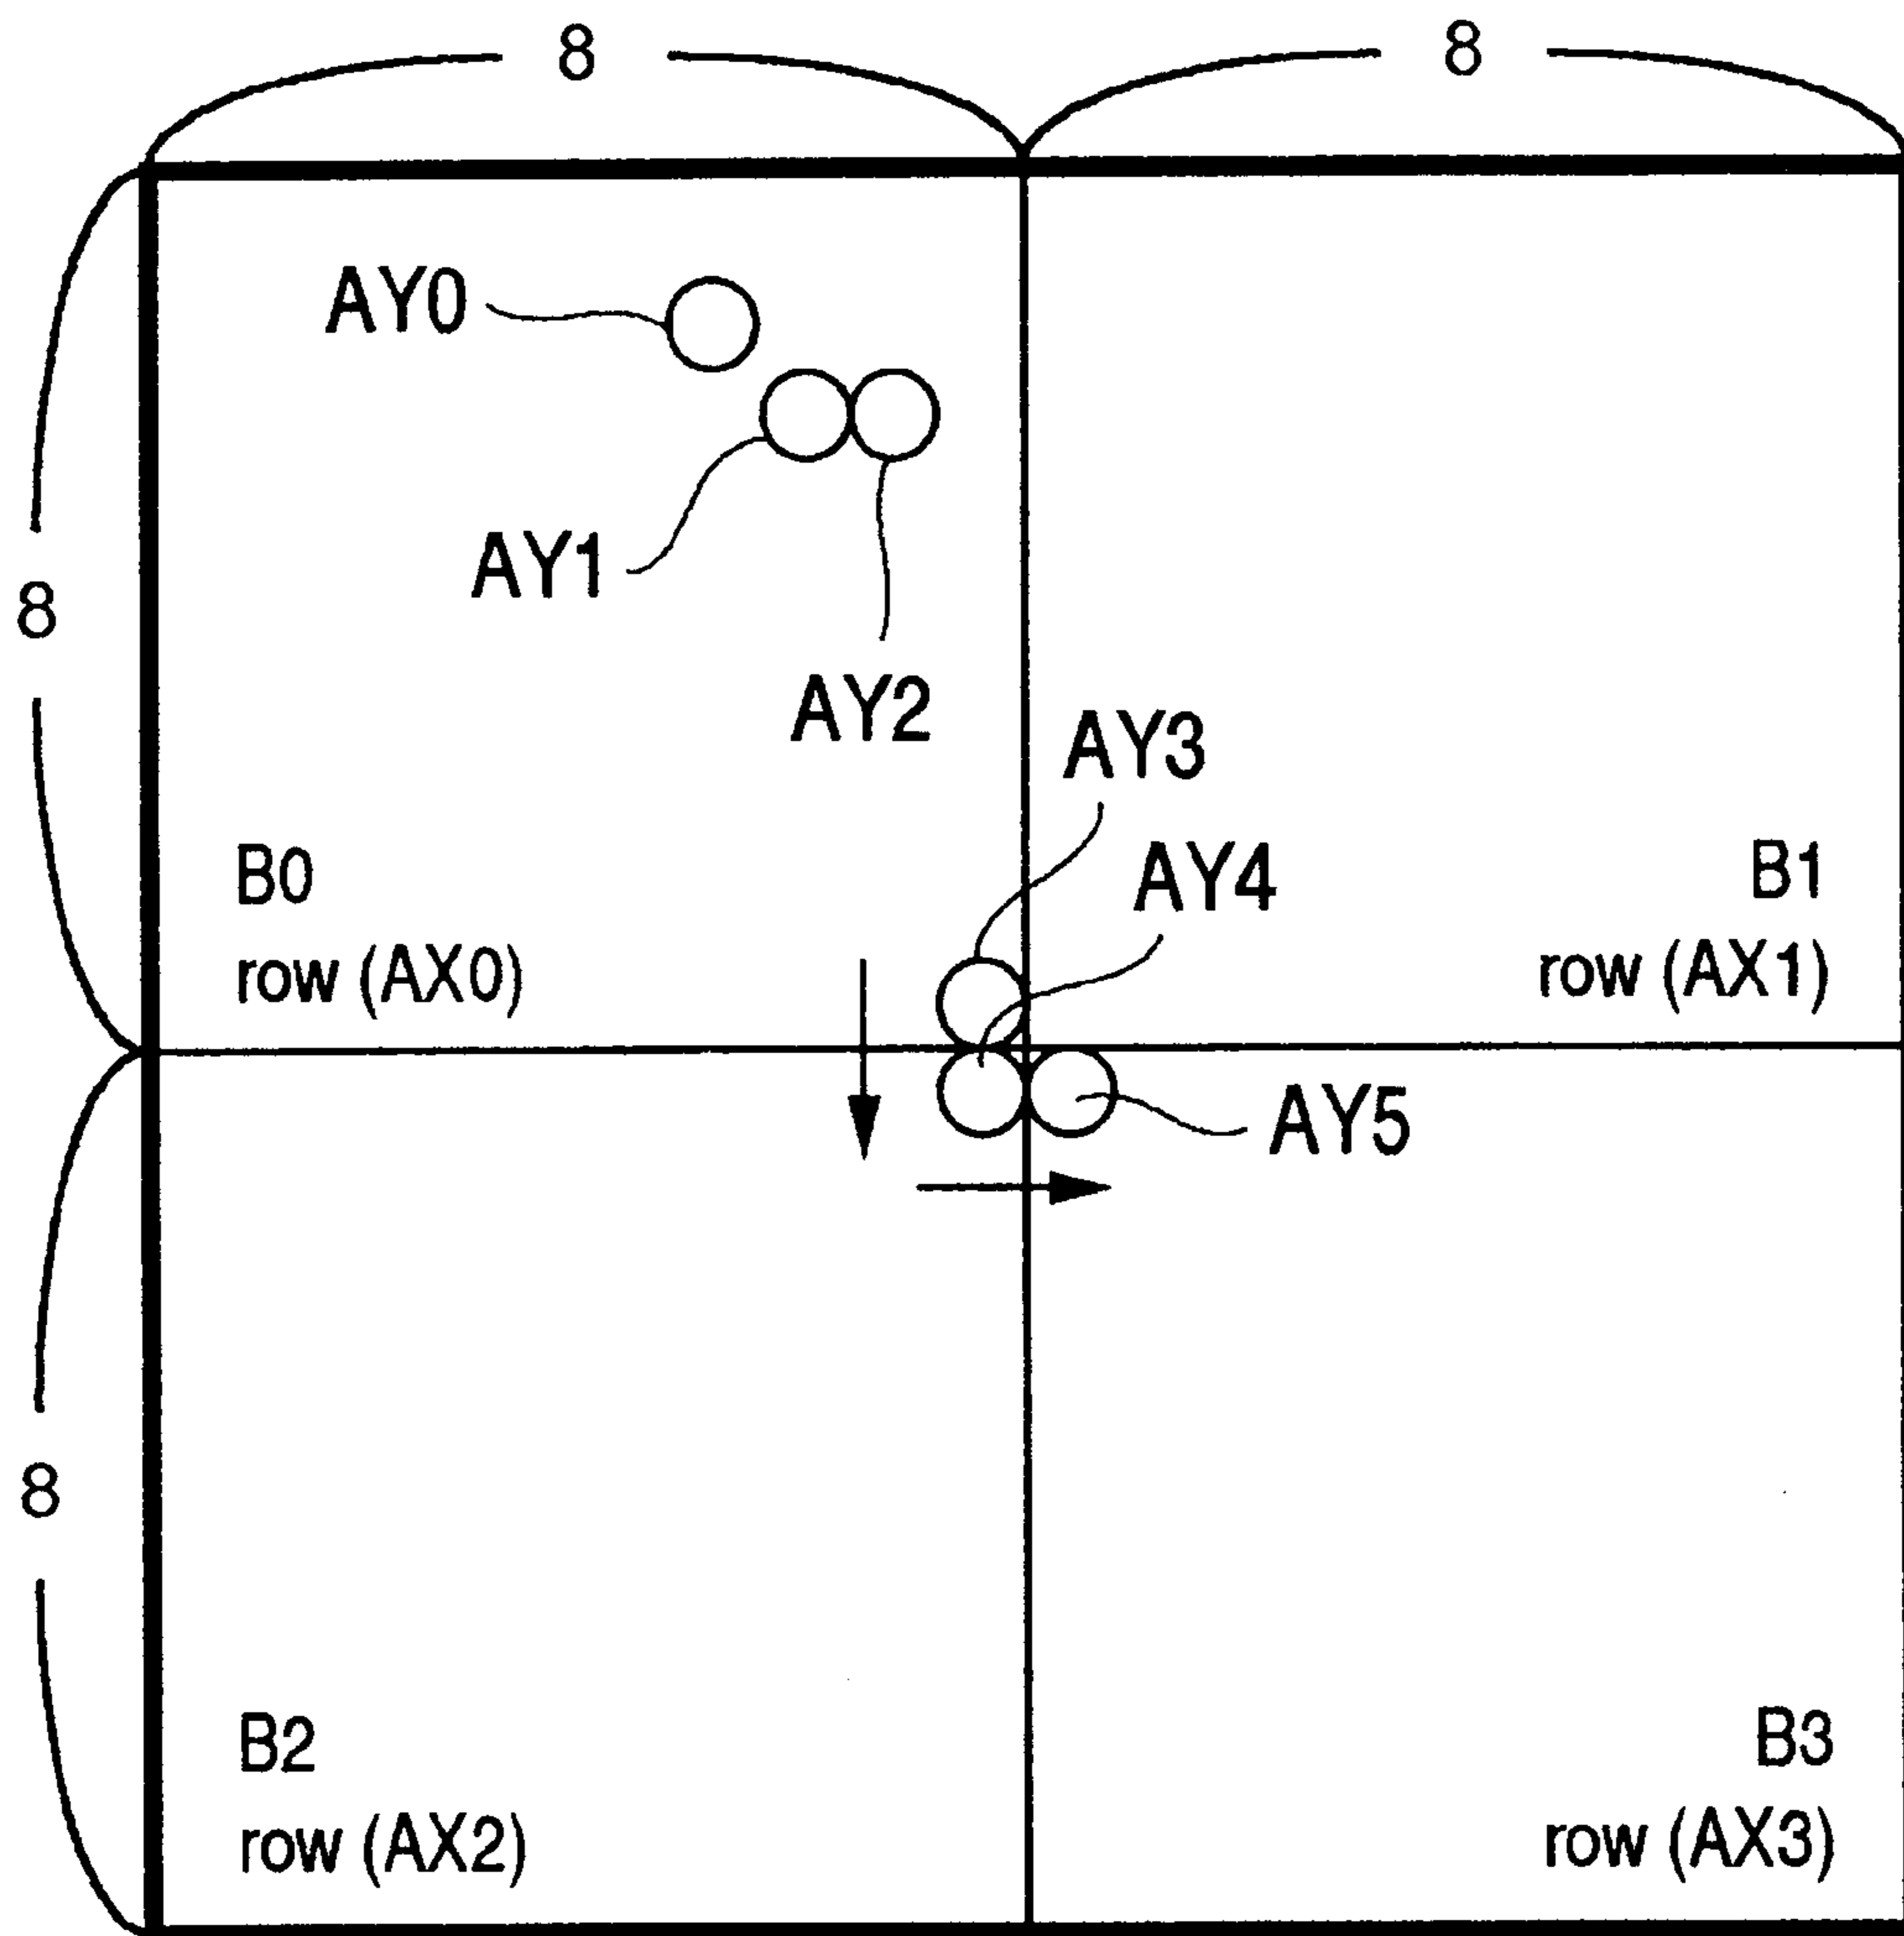 8
8
AY0
AY1
8
AY2
AY3
AY4
B0
B1
row (AX0)
row (AX1)
AY5
8
B2
B3
row (AX2)
row (AX3)